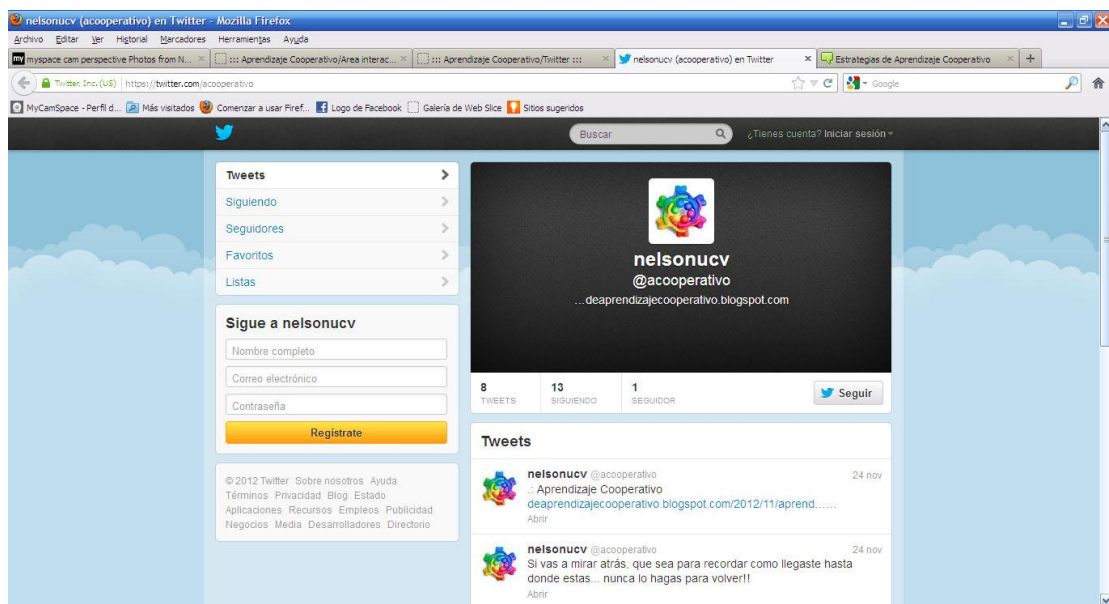 nelsonucv (acooperativo) en Twitter - Mozilla Firefox
Archivo Editar Ver Historial Marcadores Herramientas Ayuda
myspace cam perspective Photos from N...
::: Aprendizaje Cooperativo/Area interac...
::: Aprendizaje Cooperativo/Twitter :::
nelsonucv (acooperativo) en Twitter
Estrategias de Aprendizaje Cooperativo
Twitter, Inc. (US) https://twitter.com/acooperativo
Google
MyCamSpace - Perfil d... Más visitados Comenzar a usar Firef... Logo de Facebook Galería de Web Slice Sitios sugeridos
Buscar
¿Tienes cuenta? Iniciar sesión
Tweets
Siguiendo
Seguidores
Favoritos
Listas
Sigue a nelsonucv
Nombre completo
Correo electrónico
Contraseña
Regístrate
© 2012 Twitter Sobre nosotros Ayuda
Términos Privacidad Blog Estado
Aplicaciones Recursos Empleos Publicidad
Negocios Media Desarrolladores Directorio
nelsonucv
@acooperativo
...deaprendizajecooperativo.blogspot.com
8 TWEETS
13 SIGUIENDO
1 SEGUIDOR
Seguir
Tweets
nelsonucv @acooperativo 24 nov
.: Aprendizaje Cooperativo
deaprendizajecooperativo.blogspot.com/2012/11/aprend......
Abrir
nelsonucv @acooperativo 24 nov
Si vas a mirar atrás, que sea para recordar como llegaste hasta
donde estas... nunca lo hagas para volver!!
Abrir